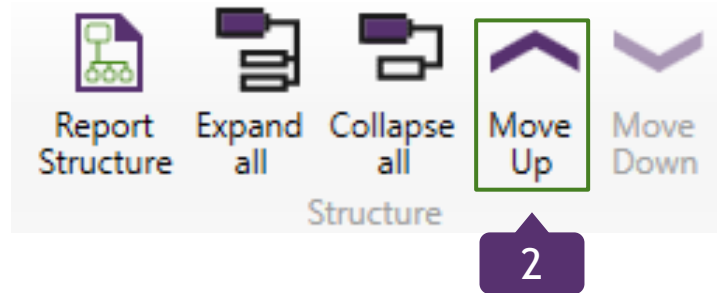 Report Structure
Expand all
Collapse all
Move Up
Move Down
Structure
2